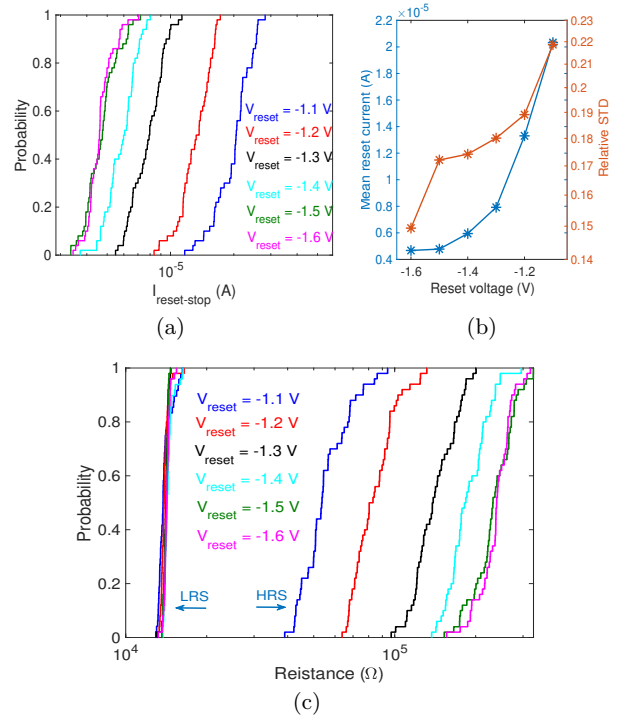 Probability
1
0.8
0.6
0.4
0.2
0
V_reset = -1.1 V
V_reset = -1.2 V
V_reset = -1.3 V
V_reset = -1.4 V
V_reset = -1.5 V
V_reset = -1.6 V
10^-5
I_reset-stop (A)
(a)
×10^-5
Mean reset current (A)
2.2
2
1.8
1.6
1.4
1.2
1
0.8
0.6
0.4
0.23
0.22
0.21
0.2
0.19
0.18
0.17
0.16
0.15
0.14
Relative STD
-1.6
-1.4
-1.2
Reset voltage (V)
(b)
Probability
1
0.8
0.6
0.4
0.2
0
V_reset = -1.1 V
V_reset = -1.2 V
V_reset = -1.3 V
V_reset = -1.4 V
V_reset = -1.5 V
V_reset = -1.6 V
LRS
HRS
10^4
10^5
Reistance (Ω)
(c)